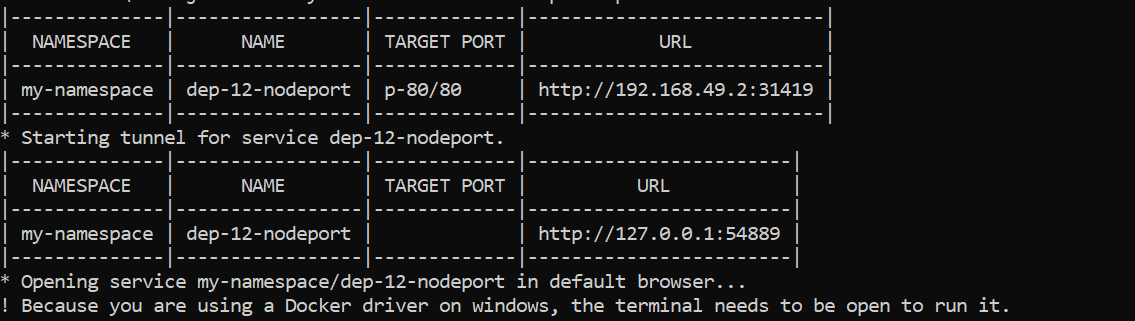 |--------------|-----------------|-------------|---------------------------|
|  NAMESPACE   |      NAME       | TARGET PORT |            URL            |
|--------------|-----------------|-------------|---------------------------|
| my-namespace | dep-12-nodeport | p-80/80     | http://192.168.49.2:31419 |
|--------------|-----------------|-------------|---------------------------|
* Starting tunnel for service dep-12-nodeport.
|--------------|-----------------|-------------|------------------------|
|  NAMESPACE   |      NAME       | TARGET PORT |          URL           |
|--------------|-----------------|-------------|------------------------|
| my-namespace | dep-12-nodeport |             | http://127.0.0.1:54889 |
|--------------|-----------------|-------------|------------------------|
* Opening service my-namespace/dep-12-nodeport in default browser...
! Because you are using a Docker driver on windows, the terminal needs to be open to run it.